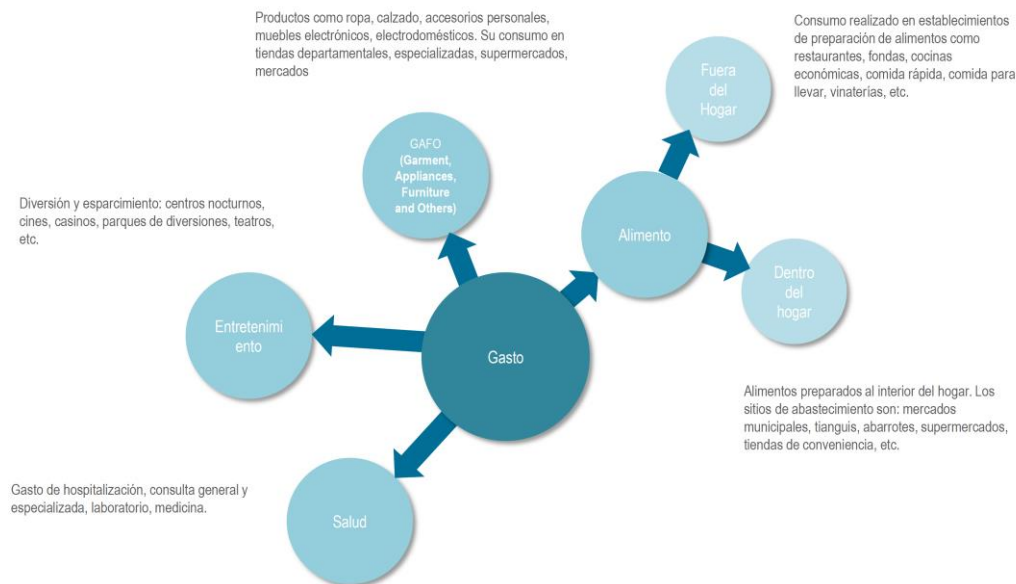 Productos como ropa, calzado, accesorios personales,
muebles electrónicos, electrodomésticos. Su consumo en
tiendas departamentales, especializadas, supermercados,
mercados
Consumo realizado en establecimientos
de preparación de alimentos como
restaurantes, fondas, cocinas
económicas, comida rápida, comida para
llevar, vinaterías, etc.
Fuera
del
Hogar
GAFO
(Garment,
Appliances,
Furniture
and Others)
Diversión y esparcimiento: centros nocturnos,
cines, casinos, parques de diversiones, teatros,
etc.
Alimento
Dentro
del
hogar
Entretenimi
ento
Gasto
Alimentos preparados al interior del hogar. Los
sitios de abastecimiento son: mercados
municipales, tianguis, abarrotes, supermercados,
tiendas de conveniencia, etc.
Gasto de hospitalización, consulta general y
especializada, laboratorio, medicina.
Salud